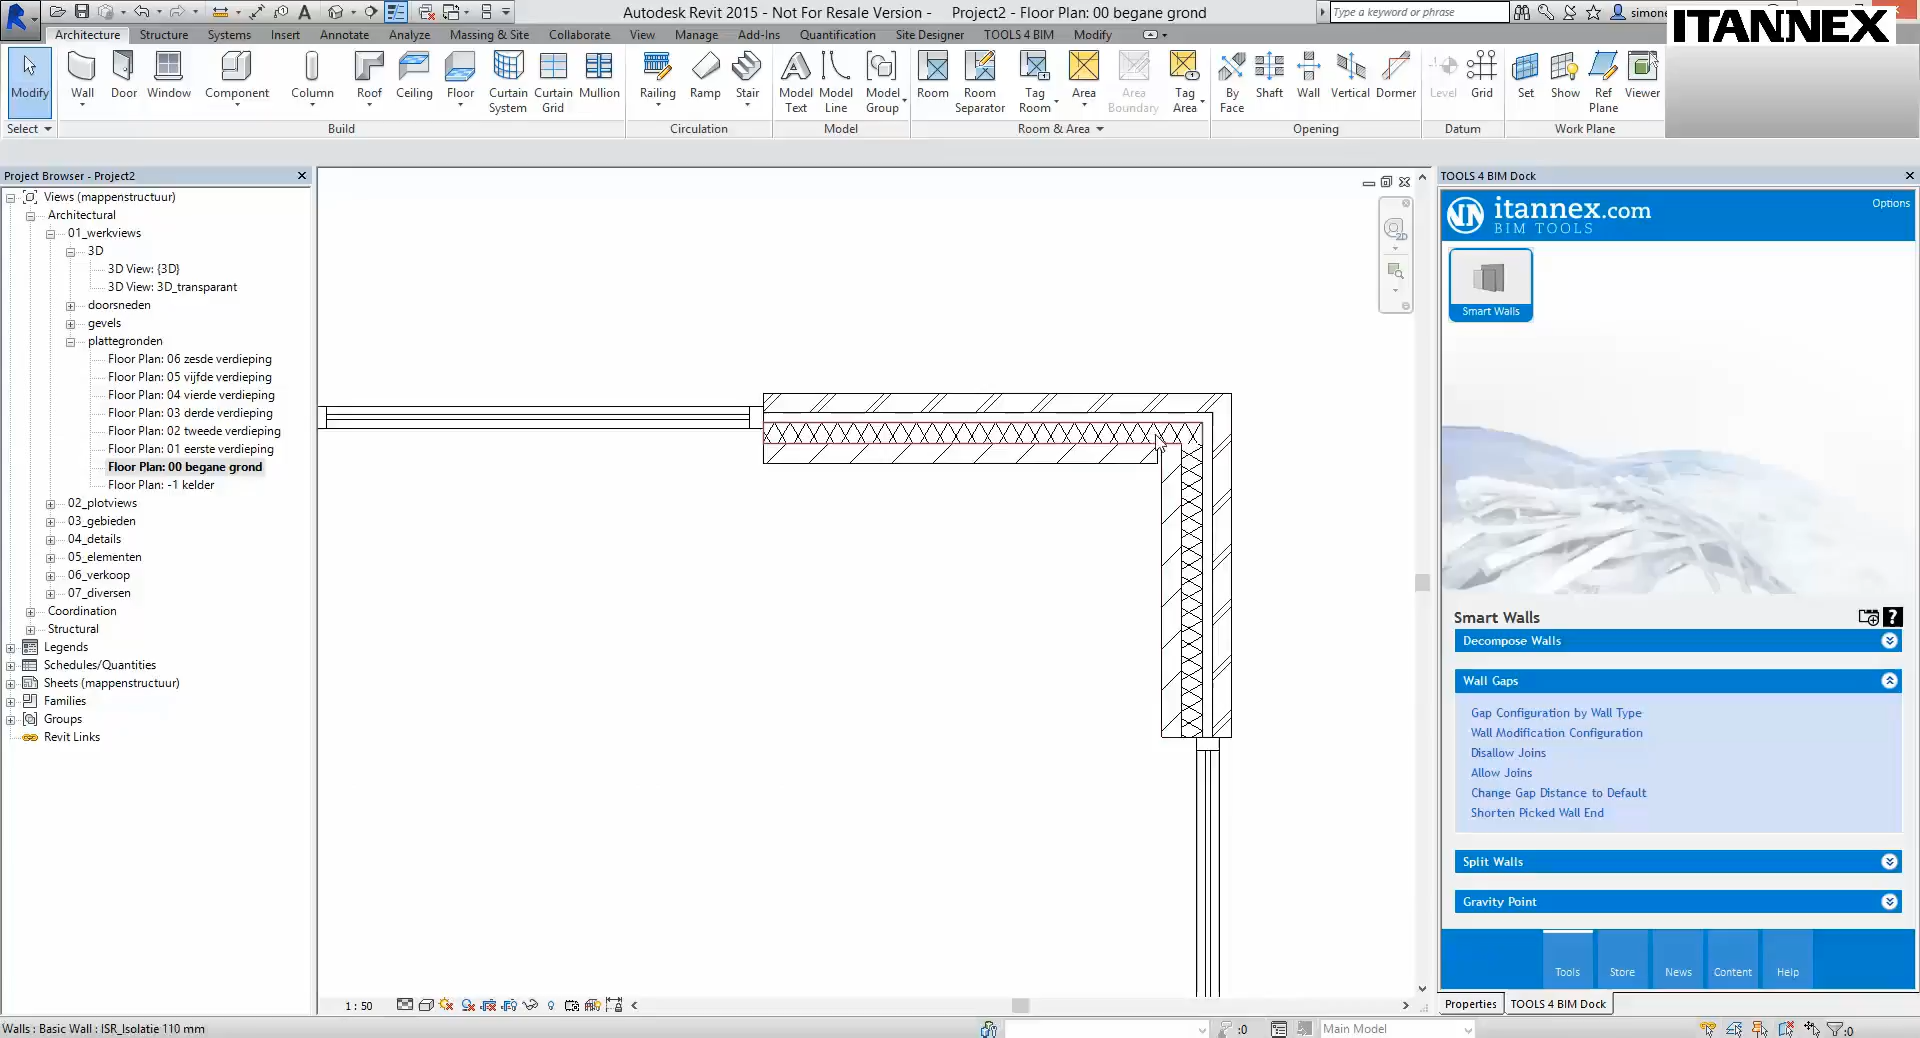 Autodesk Revit 2015 - Not For Resale Version - Project2 - Floor Plan: 00 begane grond
Type a keyword or phrase
simone
ITANNEX
Architecture Structure Systems Insert Annotate Analyze Massing & Site Collaborate View Manage Add-Ins Quantification Site Designer TOOLS 4 BIM Modify
Modify
Wall
Door
Window
Component
Column
Roof
Ceiling
Floor
Curtain System
Curtain Grid
Mullion
Railing
Ramp
Stair
Model Text
Model Line
Model Group
Room
Room Separator
Tag Room
Area
Area Boundary
Tag Area
By Face
Shaft
Wall
Vertical
Dormer
Level
Grid
Set
Show
Ref Plane
Viewer
Select Build Circulation Model Room & Area Opening Datum Work Plane
Project Browser - Project2
Views (mappenstructuur)
Architectural
01_werkviews
3D
3D View: {3D}
3D View: 3D_transparant
doorsneden
gevels
plattegronden
Floor Plan: 06 zesde verdieping
Floor Plan: 05 vijfde verdieping
Floor Plan: 04 vierde verdieping
Floor Plan: 03 derde verdieping
Floor Plan: 02 tweede verdieping
Floor Plan: 01 eerste verdieping
Floor Plan: 00 begane grond
Floor Plan: -1 kelder
02_plotviews
03_gebieden
04_details
05_elementen
06_verkoop
07_diversen
Coordination
Structural
Legends
Schedules/Quantities
Sheets (mappenstructuur)
Families
Groups
Revit Links
2D
1 : 50
TOOLS 4 BIM Dock
itannex.com
BIM TOOLS
Options
Smart Walls
Smart Walls
?
Decompose Walls
Wall Gaps
Gap Configuration by Wall Type
Wall Modification Configuration
Disallow Joins
Allow Joins
Change Gap Distance to Default
Shorten Picked Wall End
Split Walls
Gravity Point
Tools Store News Content Help
Properties TOOLS 4 BIM Dock
Walls : Basic Wall : ISR_Isolatie 110 mm
:0
Main Model
:0